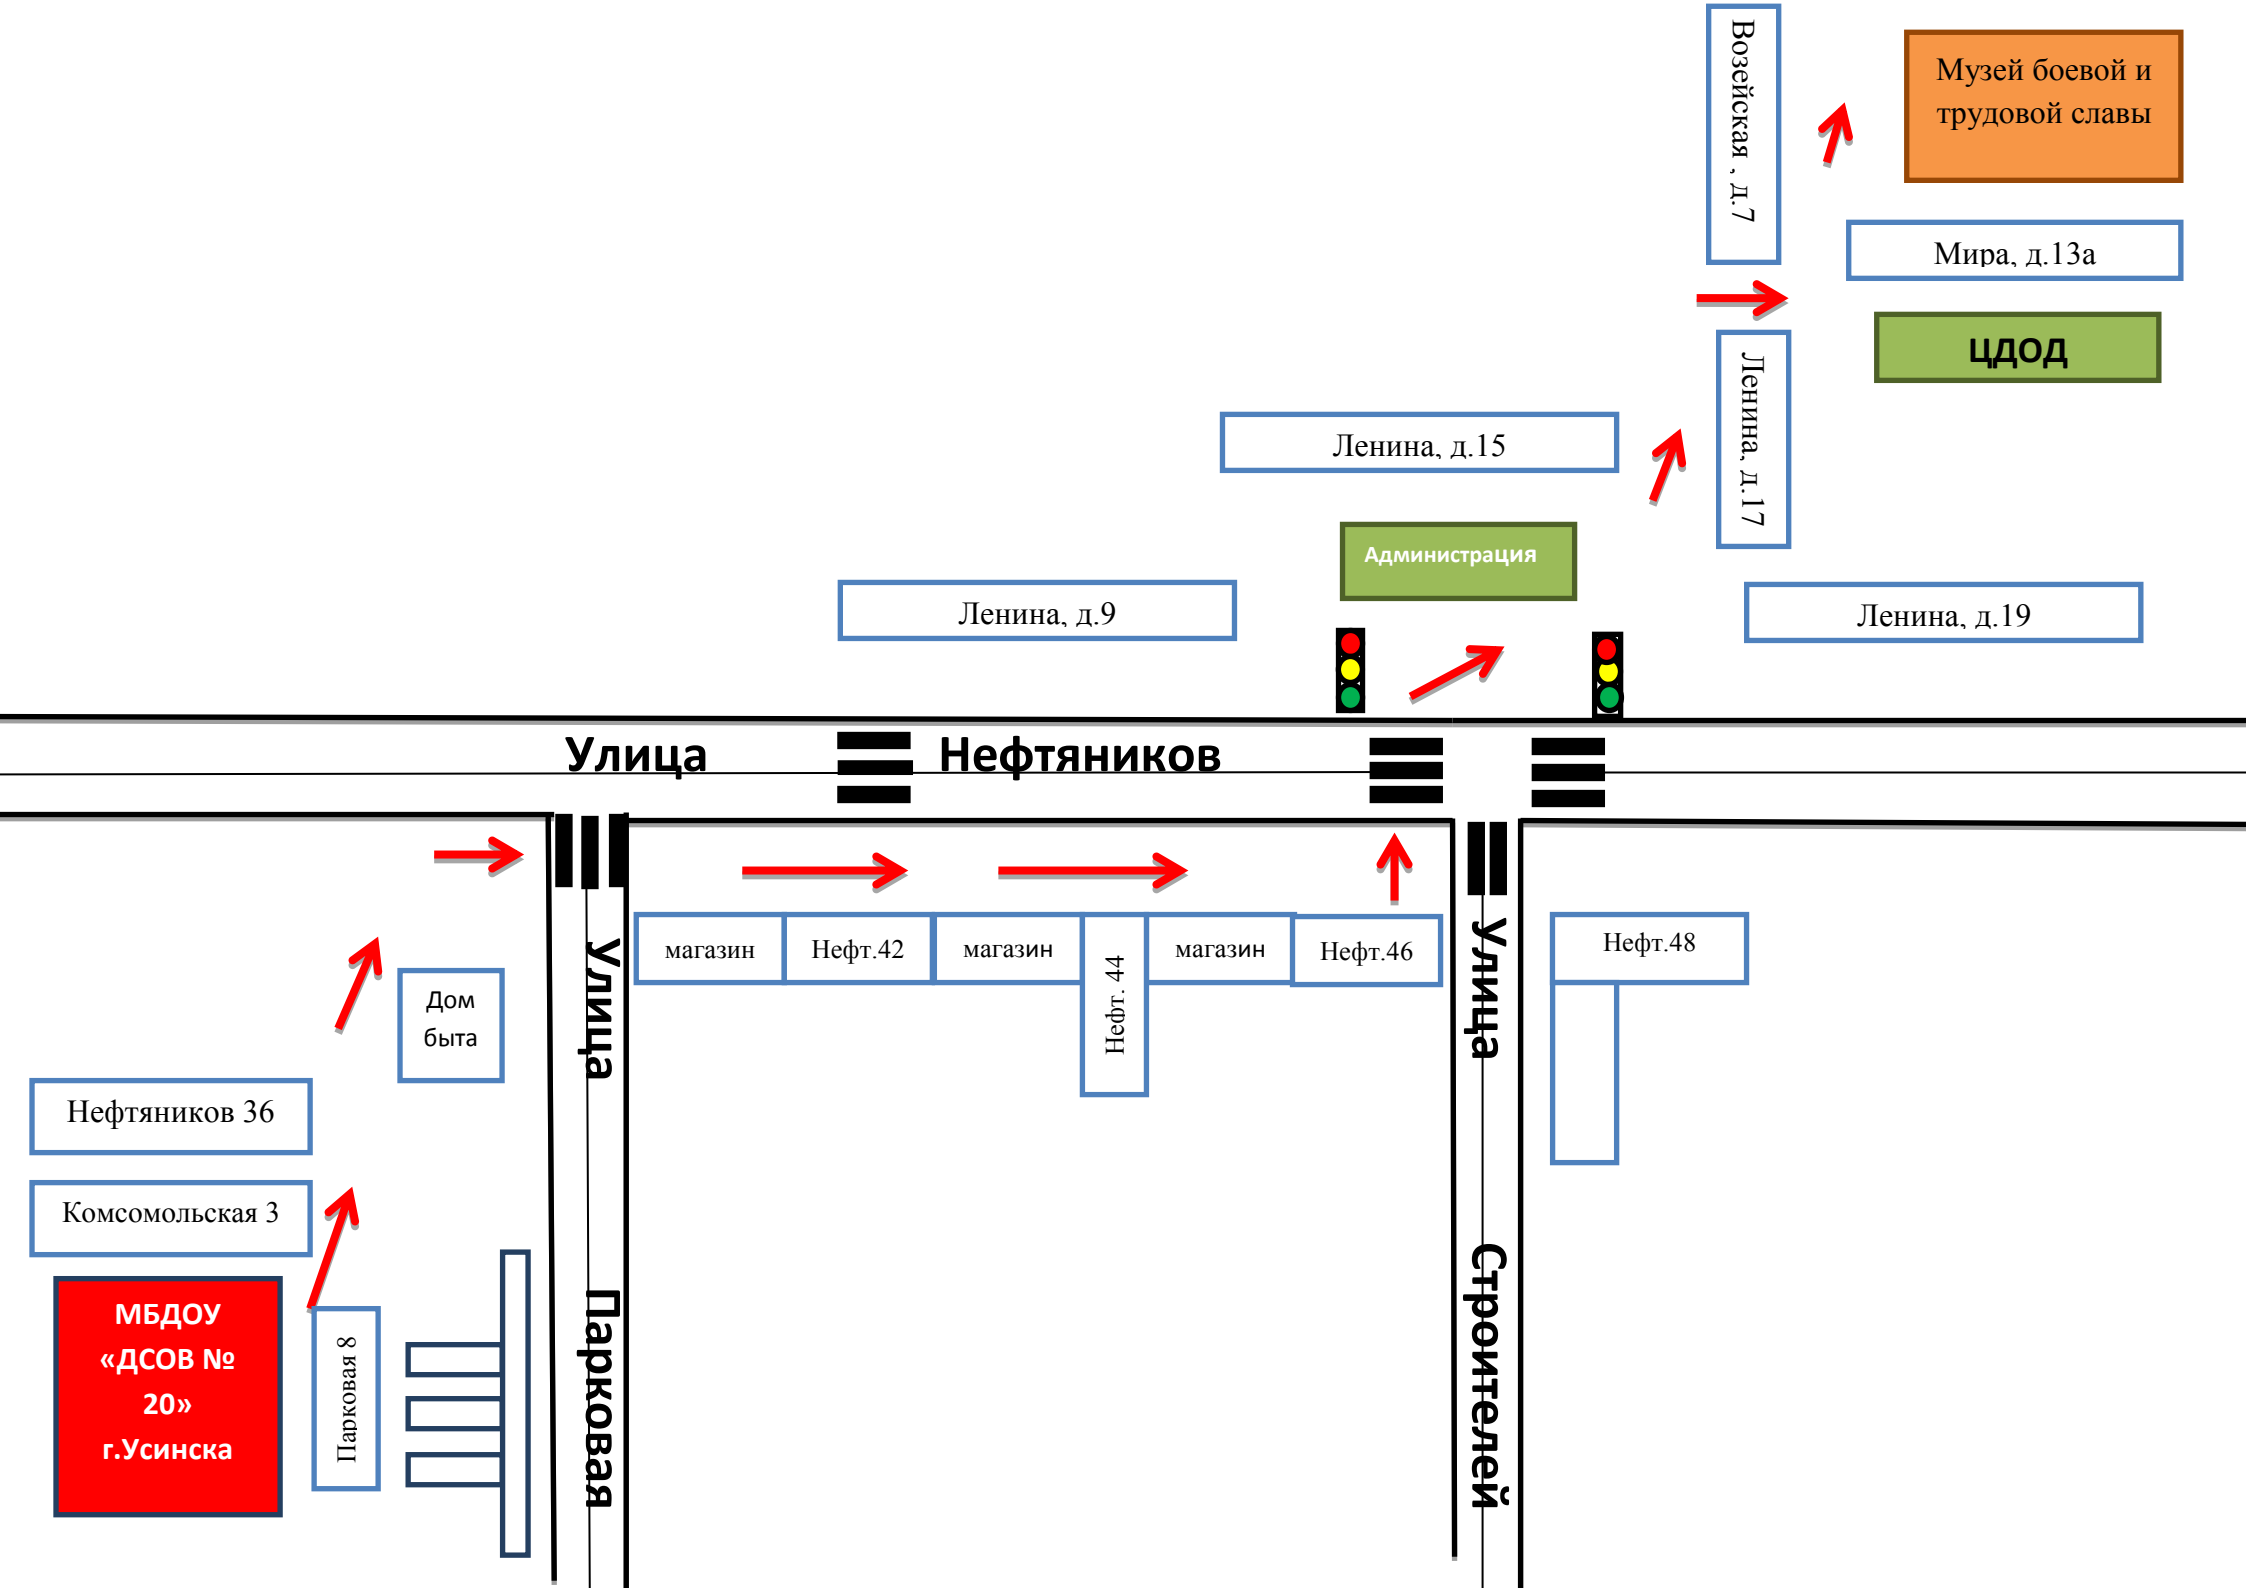 Возейская , д.7
Музей боевой и
трудовой славы
Мира, д.13а
ЦДОД
Ленина, д.17
Ленина, д.15
Администрация
Ленина, д.9
Ленина, д.19
Улица Нефтяников
магазин
Нефт.42
магазин
Нефт. 44
магазин
Нефт.46
Нефт.48
Улица Парковая
Улица Строителей
Дом
быта
Нефтяников 36
Комсомольская 3
МБДОУ
«ДСОВ №
20»
г.Усинска
Парковая 8